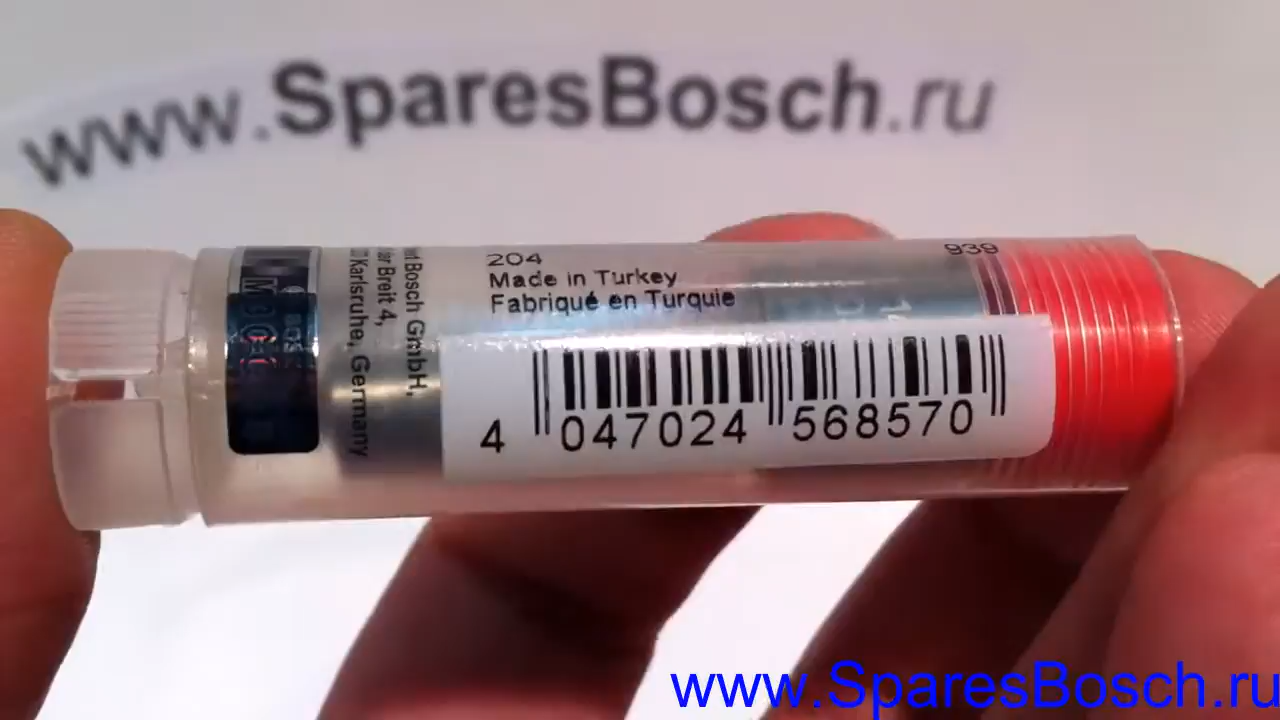 www.SparesBosch.ru
204
939
Made in Turkey
Fabriqué en Turquie
Bosch GmbH,
Breit 4,
Karlsruhe, Germany
4 047024 568570
www.SparesBosch.ru